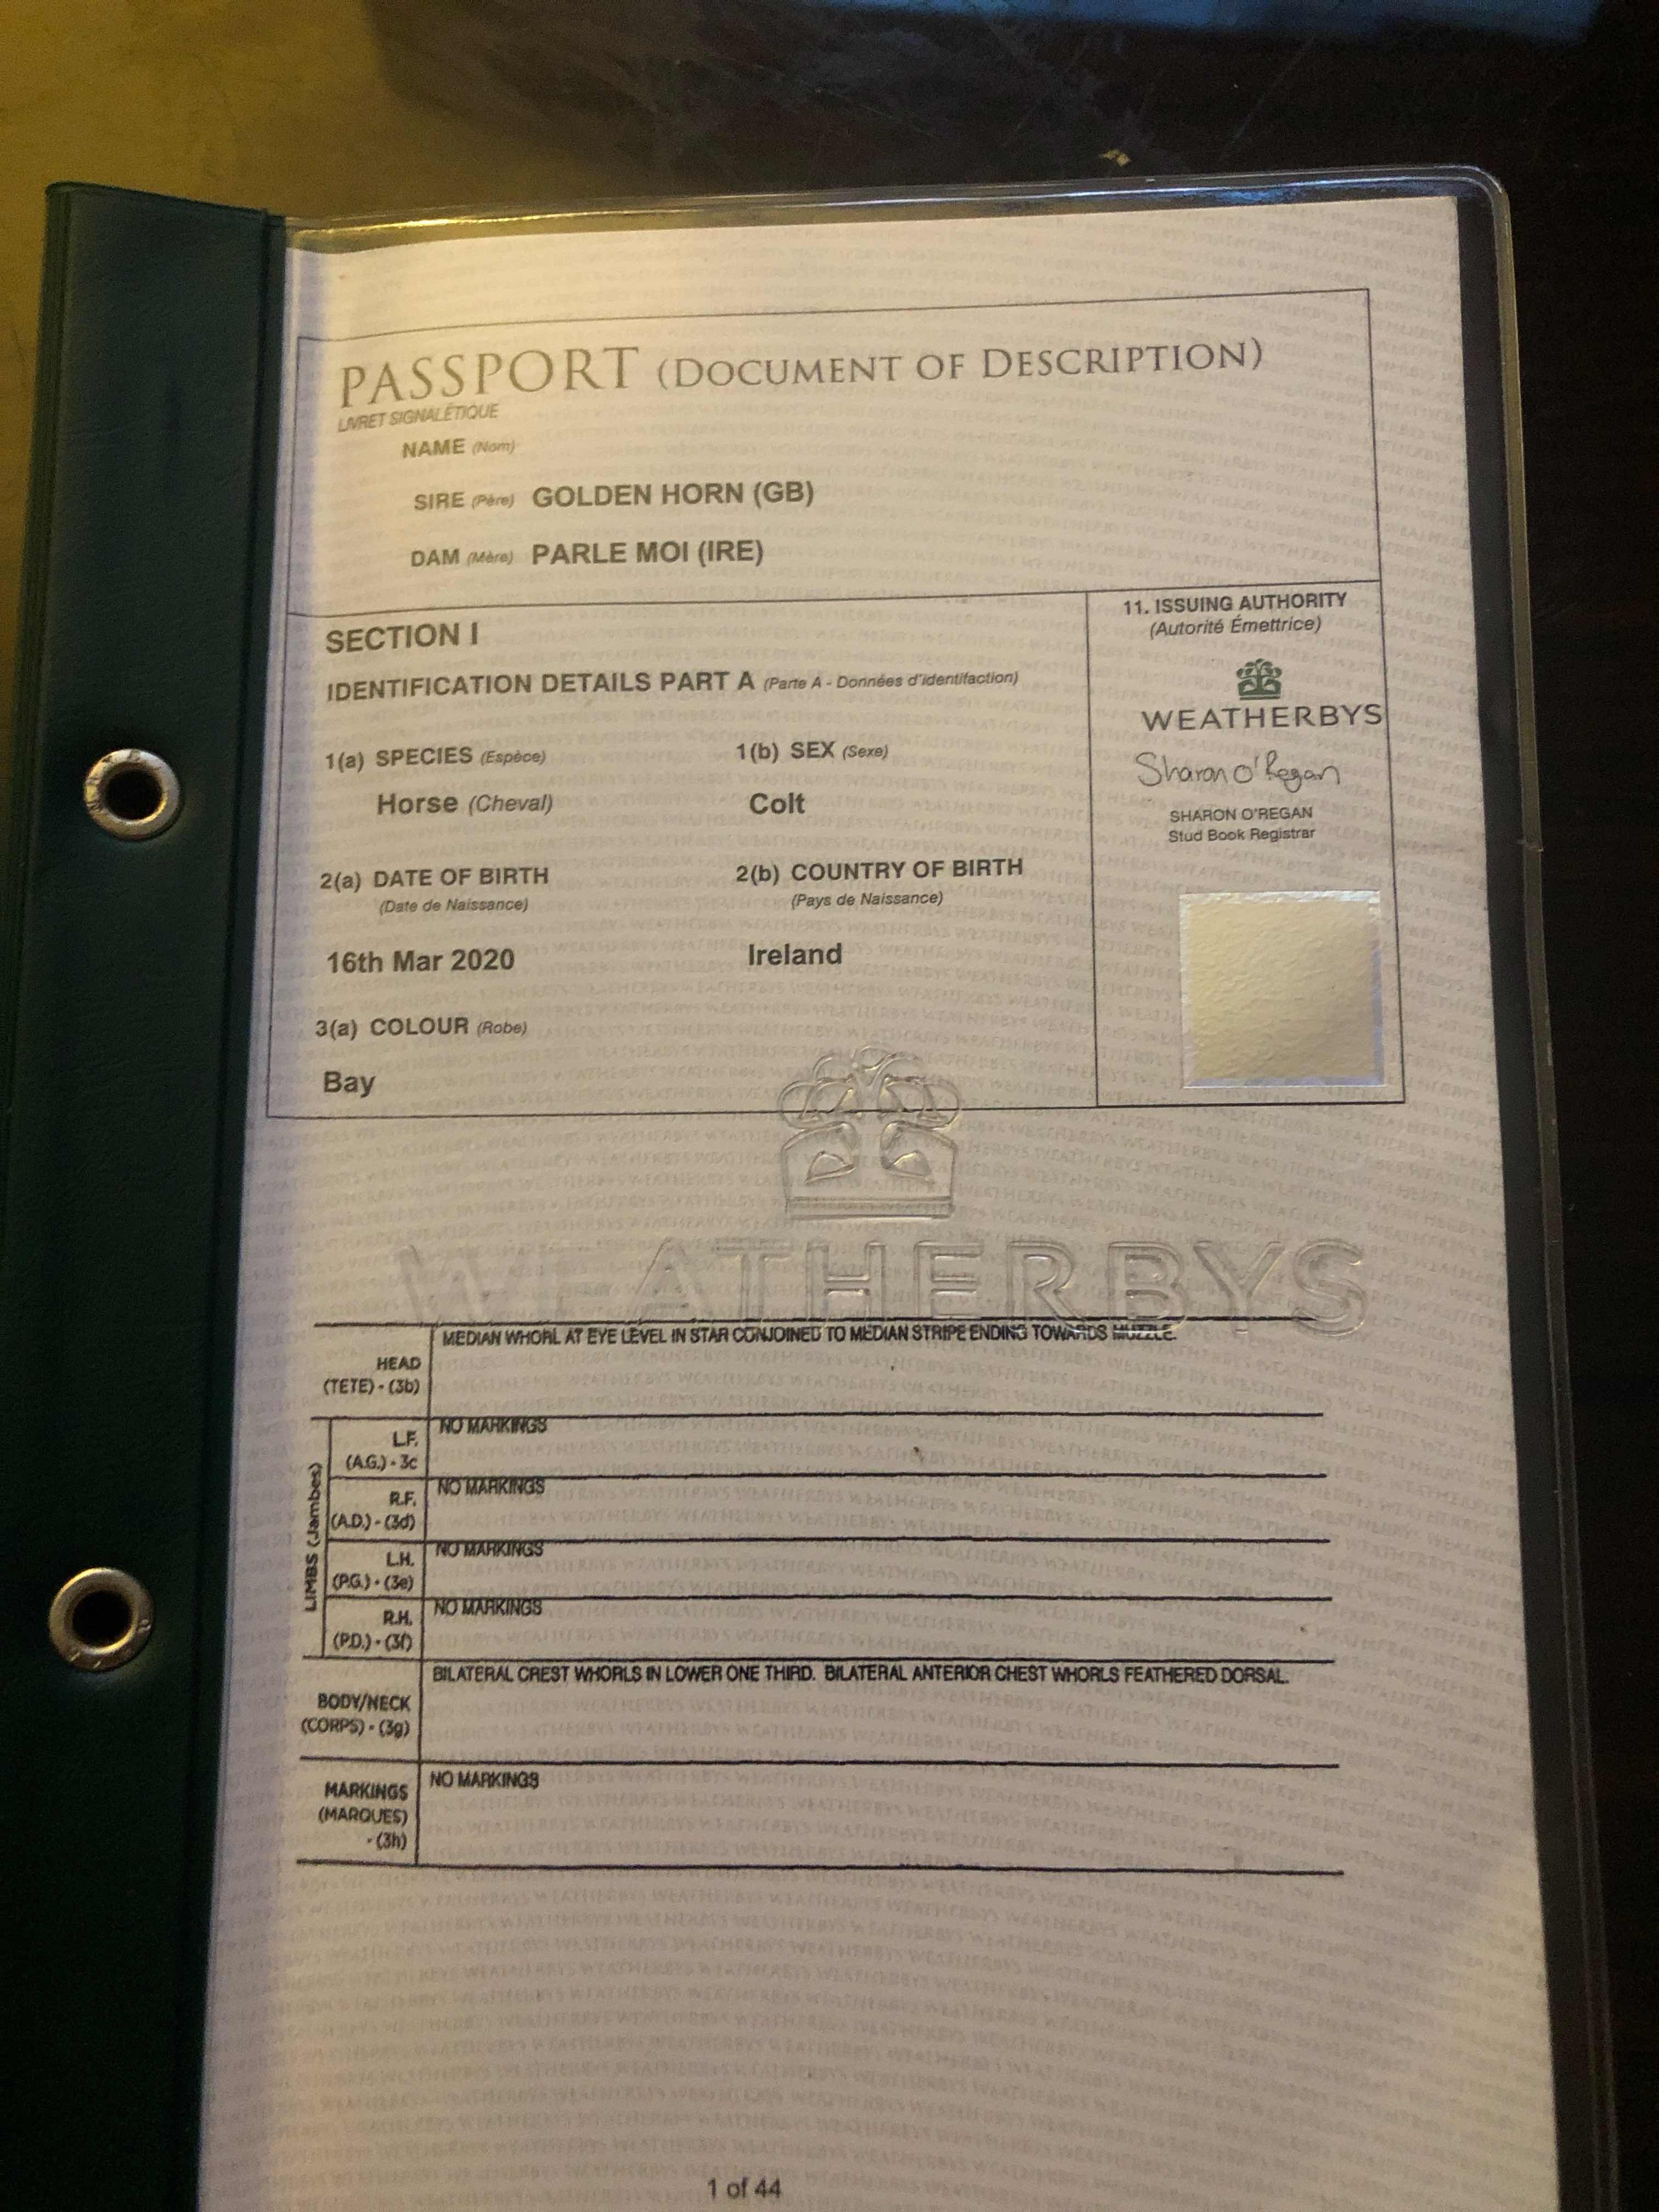 PASSPORT (DOCUMENT OF DESCRIPTION)
LIVRET SIGNALÉTIQUE
NAME (Nom)
SIRE (Père) GOLDEN HORN (GB)
DAM (Mère) PARLE MOI (IRE)
SECTION I
IDENTIFICATION DETAILS PART A (Parte A - Données d'identifaction)
1(a) SPECIES (Espèce)
Horse (Cheval)
1(b) SEX (Sexe)
Colt
2(a) DATE OF BIRTH
(Date de Naissance)
16th Mar 2020
2(b) COUNTRY OF BIRTH
(Pays de Naissance)
Ireland
3(a) COLOUR (Robe)
Bay
11. ISSUING AUTHORITY
(Autorité Émettrice)
WEATHERBYS
Sharon O'Regan
SHARON O'REGAN
Stud Book Registrar
WEATHERBYS
HEAD
(TETE) - (3b)
MEDIAN WHORL AT EYE LEVEL IN STAR CONJOINED TO MEDIAN STRIPE ENDING TOWARDS MUZZLE.
LIMBS (Jambes)
L.F.
(A.G.) - 3c
NO MARKINGS
R.F.
(A.D.) - (3d)
NO MARKINGS
L.H.
(P.G.) - (3e)
NO MARKINGS
R.H.
(P.D.) - (3f)
NO MARKINGS
BODY/NECK
(CORPS) - (3g)
BILATERAL CREST WHORLS IN LOWER ONE THIRD. BILATERAL ANTERIOR CHEST WHORLS FEATHERED DORSAL.
MARKINGS
(MARQUES)
- (3h)
NO MARKINGS
1 of 44